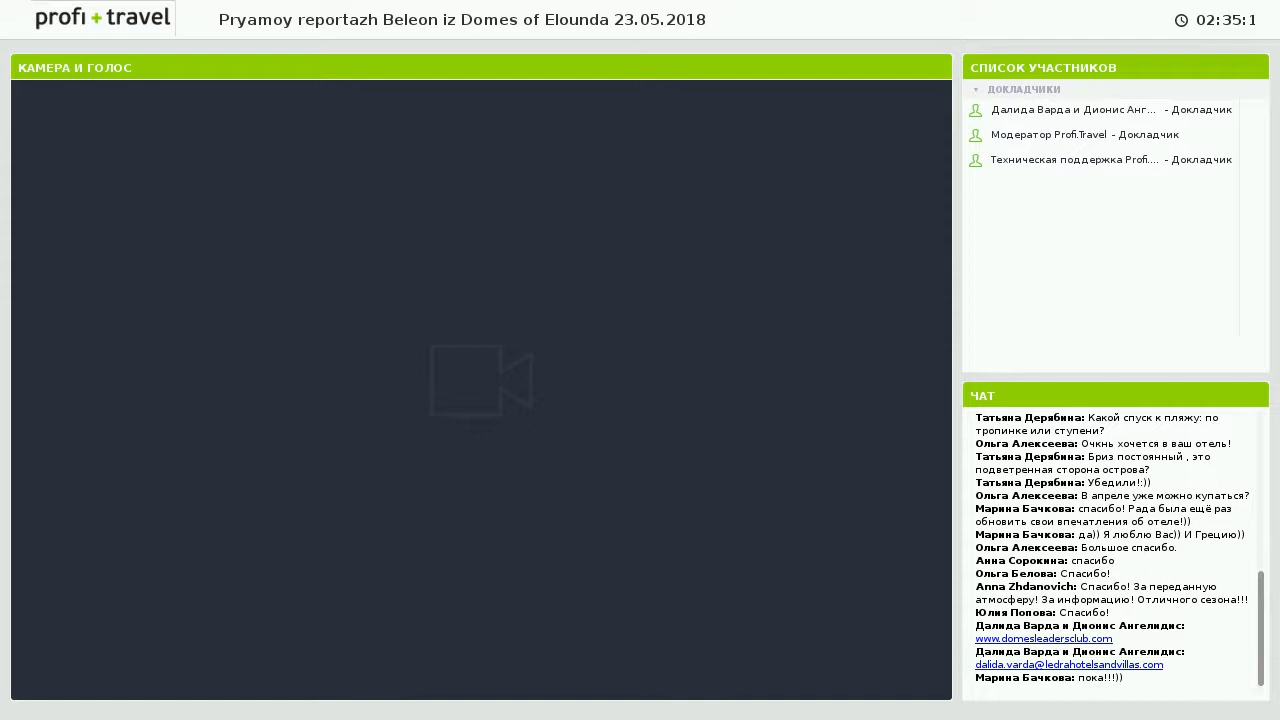 profi + travel
Pryamoy reportazh Beleon iz Domes of Elounda 23.05.2018
02:35:1
КАМЕРА И ГОЛОС
СПИСОК УЧАСТНИКОВ
ДОКЛАДЧИКИ
Далида Варда и Дионис Анг... - Докладчик
Модератор Profi.Travel - Докладчик
Техническая поддержка Profi.... - Докладчик
ЧАТ
Татьяна Дерябина: Какой спуск к пляжу: по
тропинке или ступени?
Ольга Алексеева: Очкнь хочется в ваш отель!
Татьяна Дерябина: Бриз постоянный , это
подветренная сторона острова?
Татьяна Дерябина: Убедили!:))
Ольга Алексеева: В апреле уже можно купаться?
Марина Бачкова: спасибо! Рада была ещё раз
обновить свои впечатления об отеле!))
Марина Бачкова: да)) Я люблю Вас)) И Грецию))
Ольга Алексеева: Большое спасибо.
Анна Сорокина: спасибо
Ольга Белова: Спасибо!
Anna Zhdanovich: Спасибо! За переданную
атмосферу! За информацию! Отличного сезона!!!
Юлия Попова: Спасибо!
Далида Варда и Дионис Ангелидис:
www.domesleadersclub.com
Далида Варда и Дионис Ангелидис:
dalida.varda@ledrahotelsandvillas.com
Марина Бачкова: пока!!!))